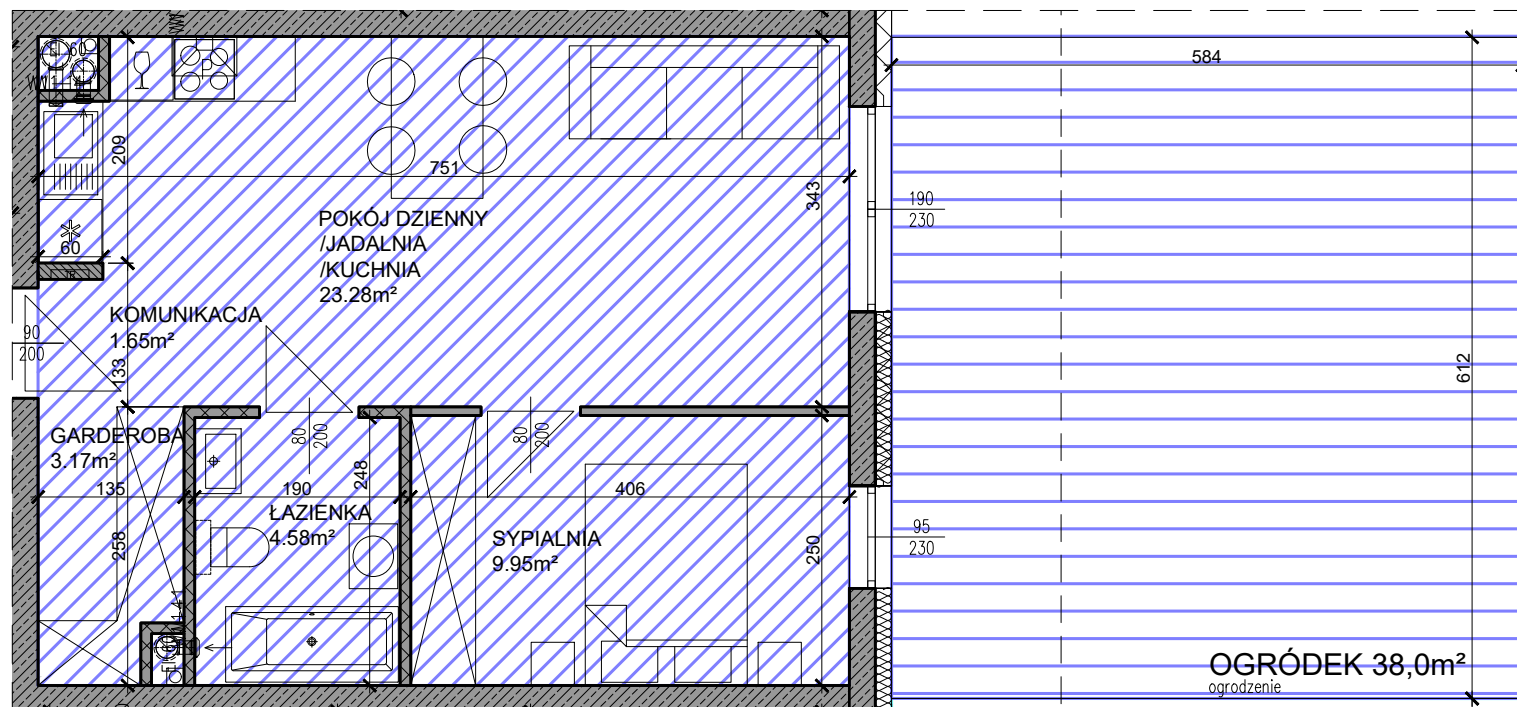 584
209
751
343
190
230
POKÓJ DZIENNY
/JADALNIA
/KUCHNIA
23.28m²
60
KOMUNIKACJA
1.65m²
90
200
133
612
GARDEROBA
3.17m²
80
200
80
200
135
190
248
406
ŁAZIENKA
4.58m²
SYPIALNIA
9.95m²
258
250
95
230
OGRÓDEK 38,0m²
ogrodzenie